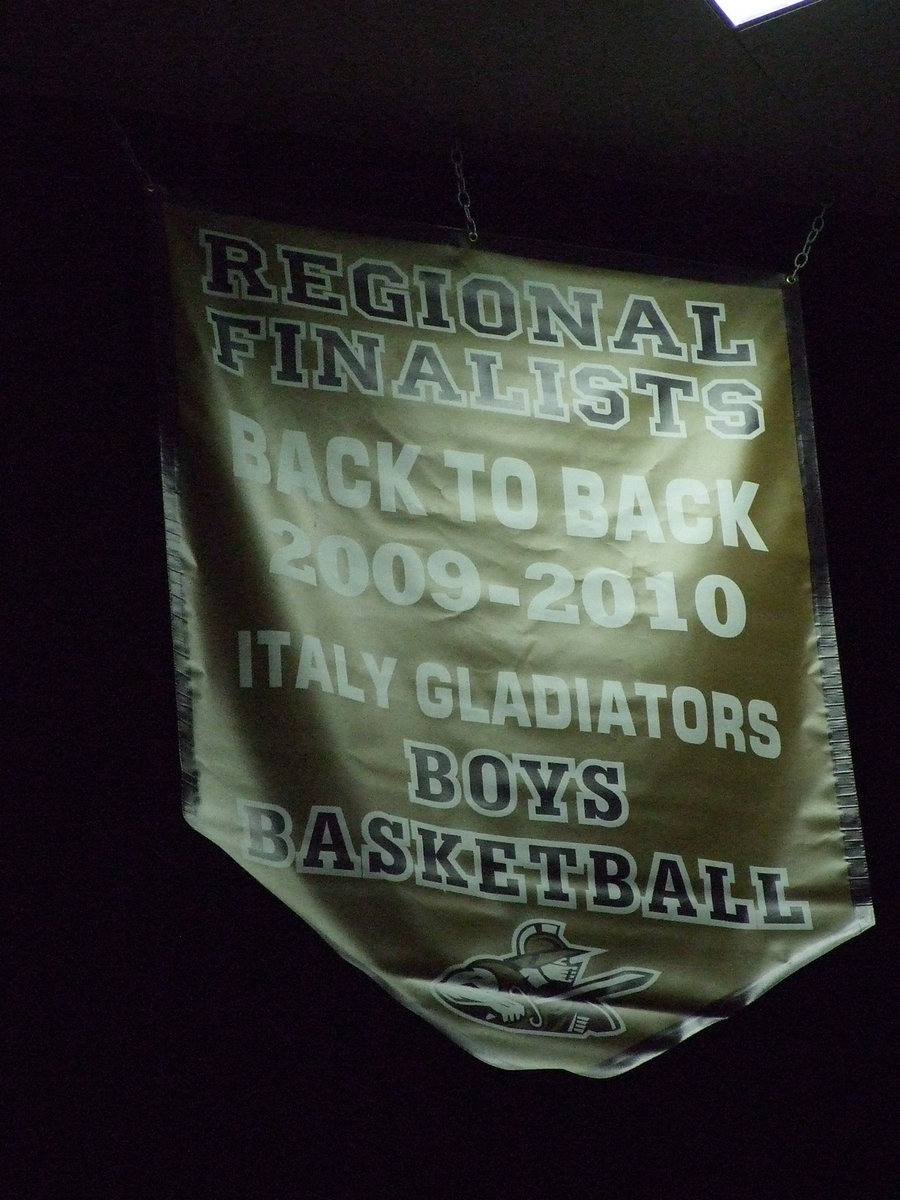 REGIONAL
FINALISTS
BACK TO BACK
2009-2010
ITALY GLADIATORS
BOYS
BASKETBALL